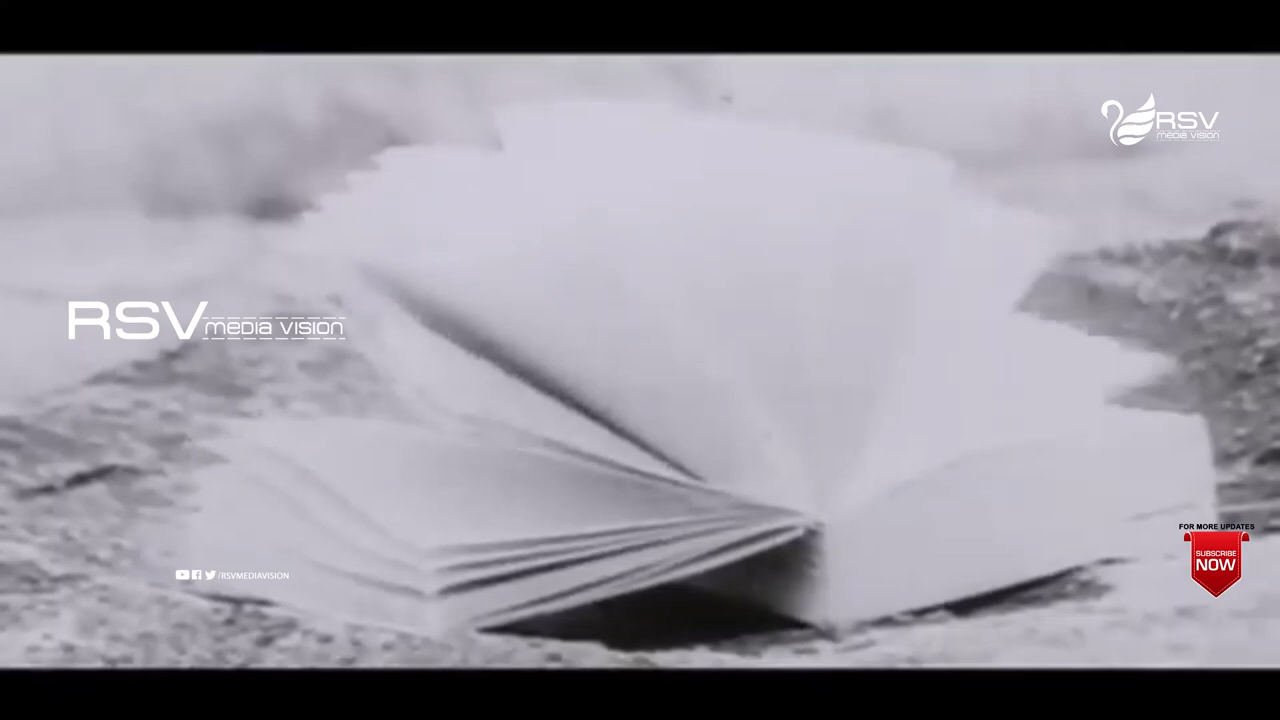 RSV
media vision
RSV media vision
FOR MORE UPDATES
SUBSCRIBE
NOW
/RSVMEDIAVISION